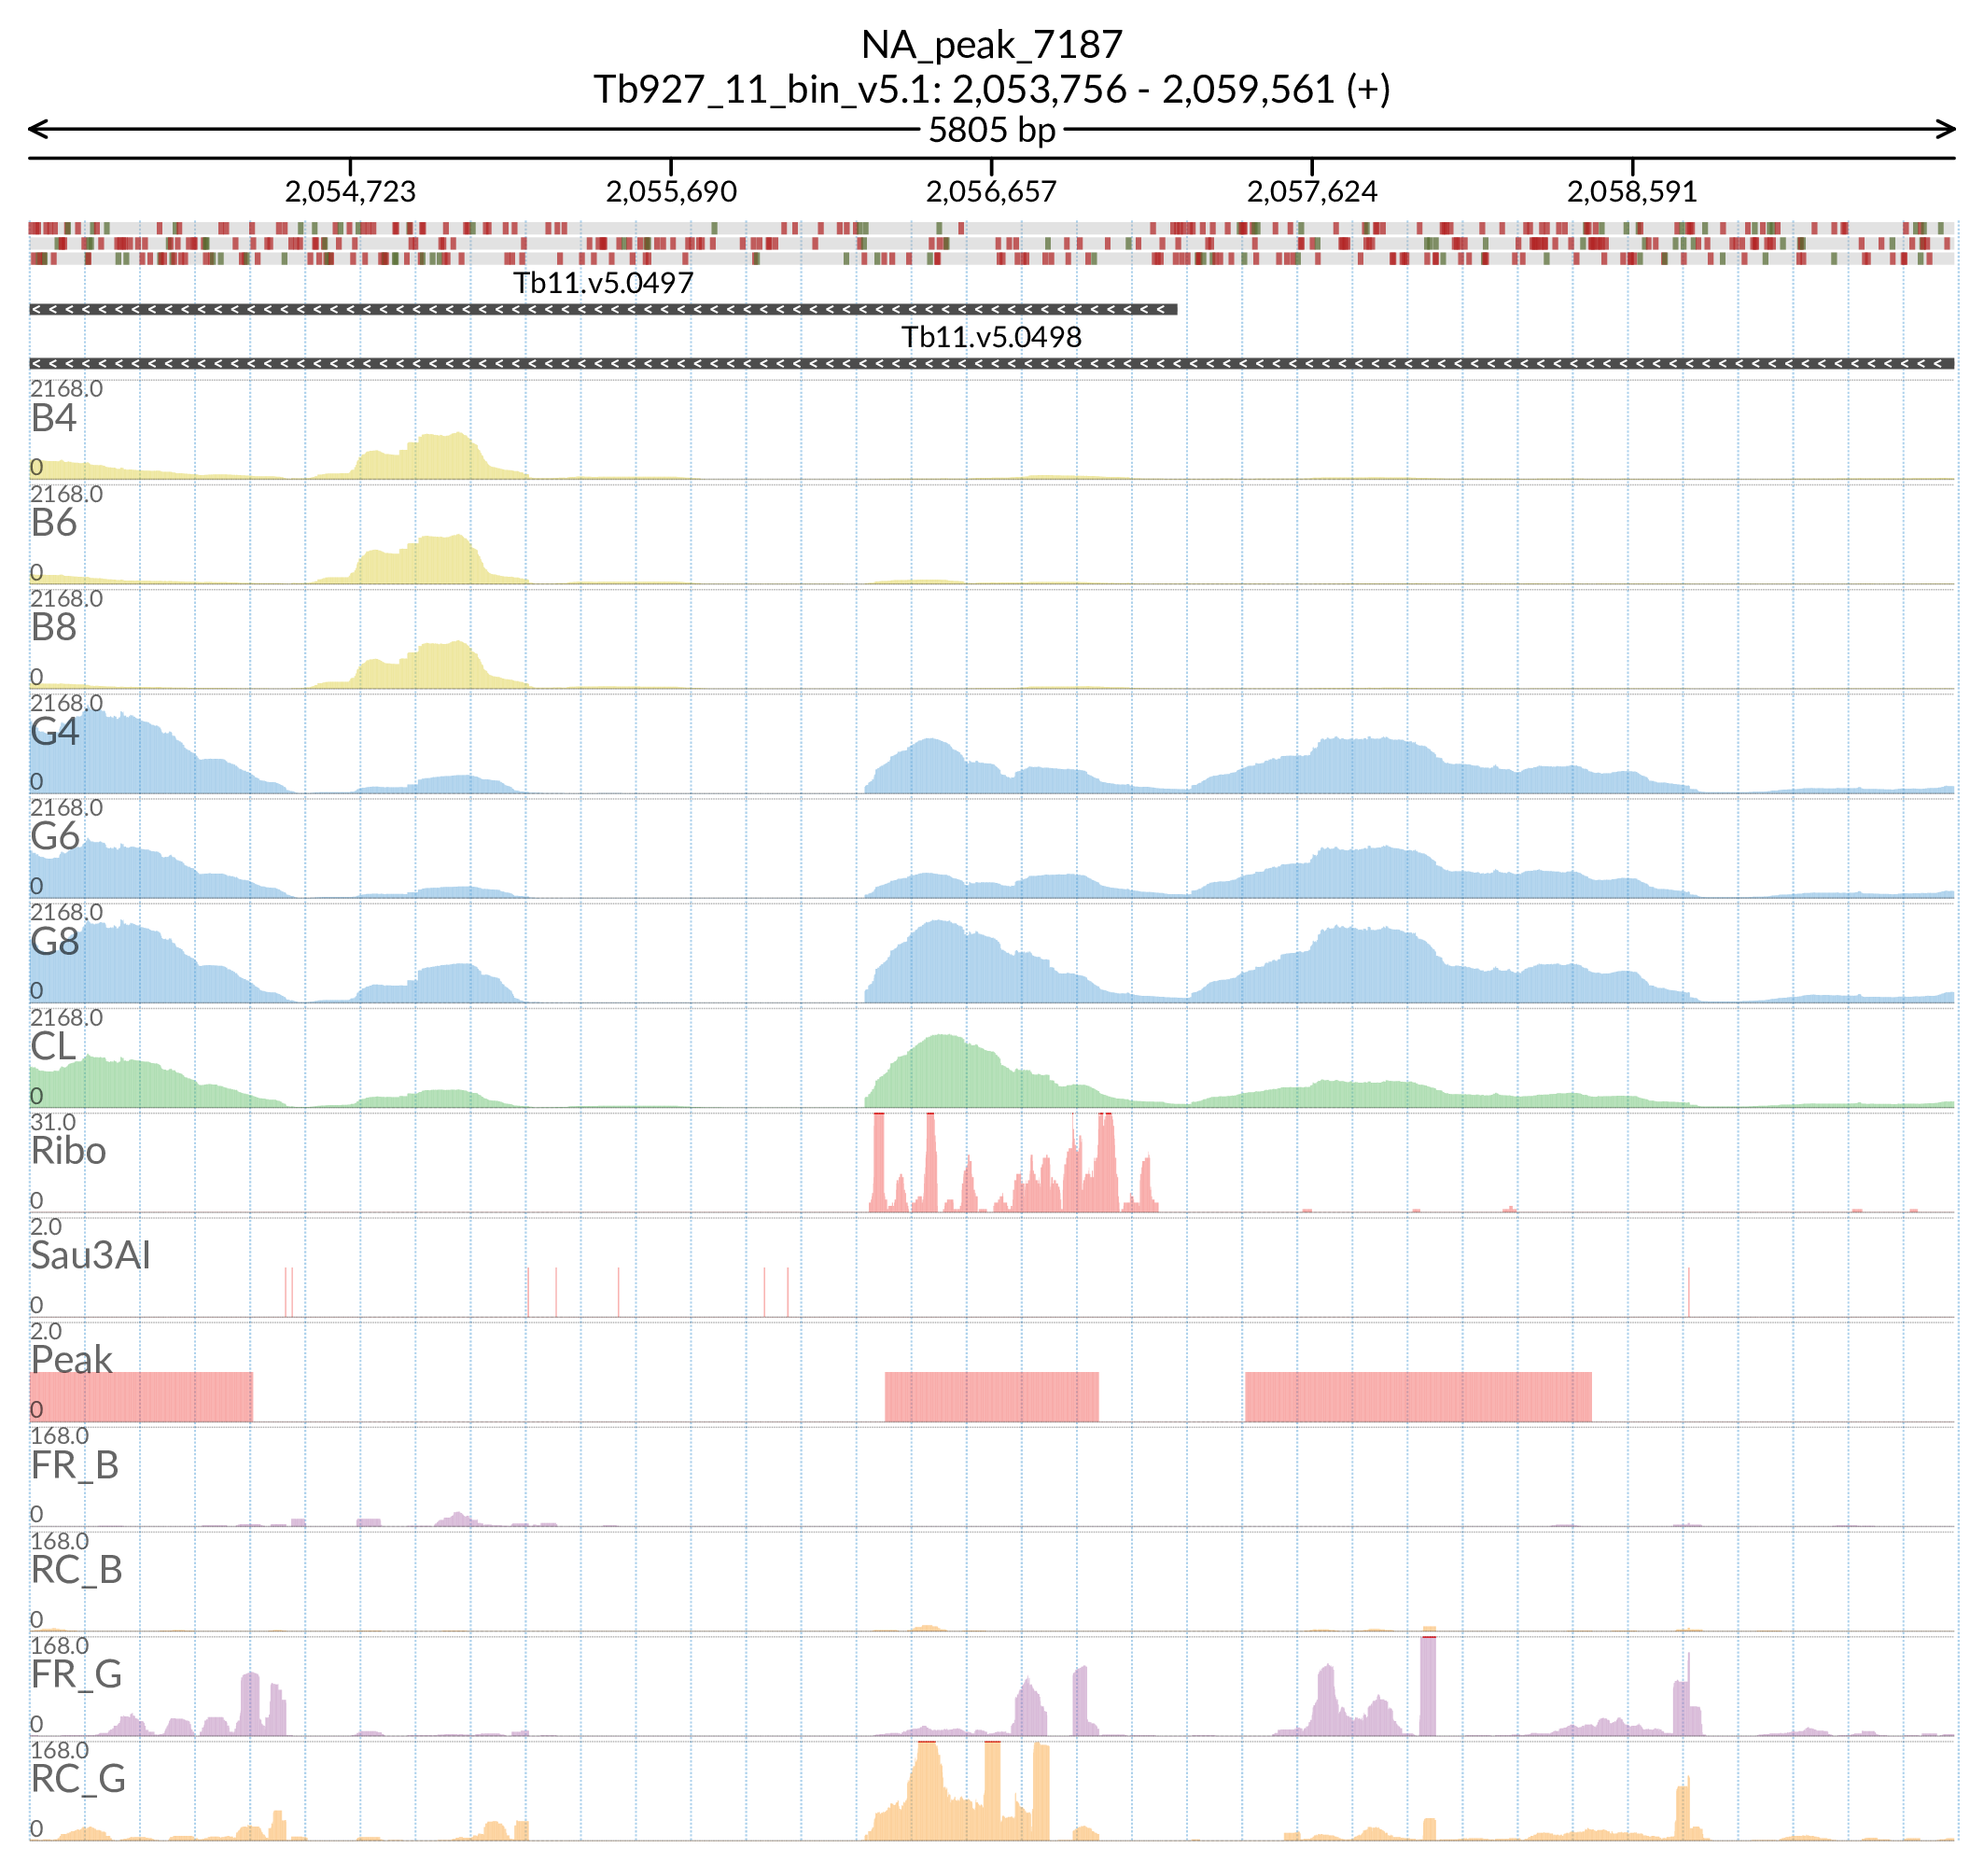 NA_peak_7187
Tb927_11_bin_v5.1: 2,053,756 - 2,059,561 (+)
5805 bp
2,054,723 2,055,690 2,056,657 2,057,624 2,058,591
Tb11.v5.0497
Tb11.v5.0498
2168.0
B4
0
2168.0
B6
0
2168.0
B8
0
2168.0
G4
0
2168.0
G6
0
2168.0
G8
0
2168.0
CL
0
31.0
Ribo
0
2.0
Sau3AI
0
2.0
Peak
0
168.0
FR_B
0
168.0
RC_B
0
168.0
FR_G
0
168.0
RC_G
0